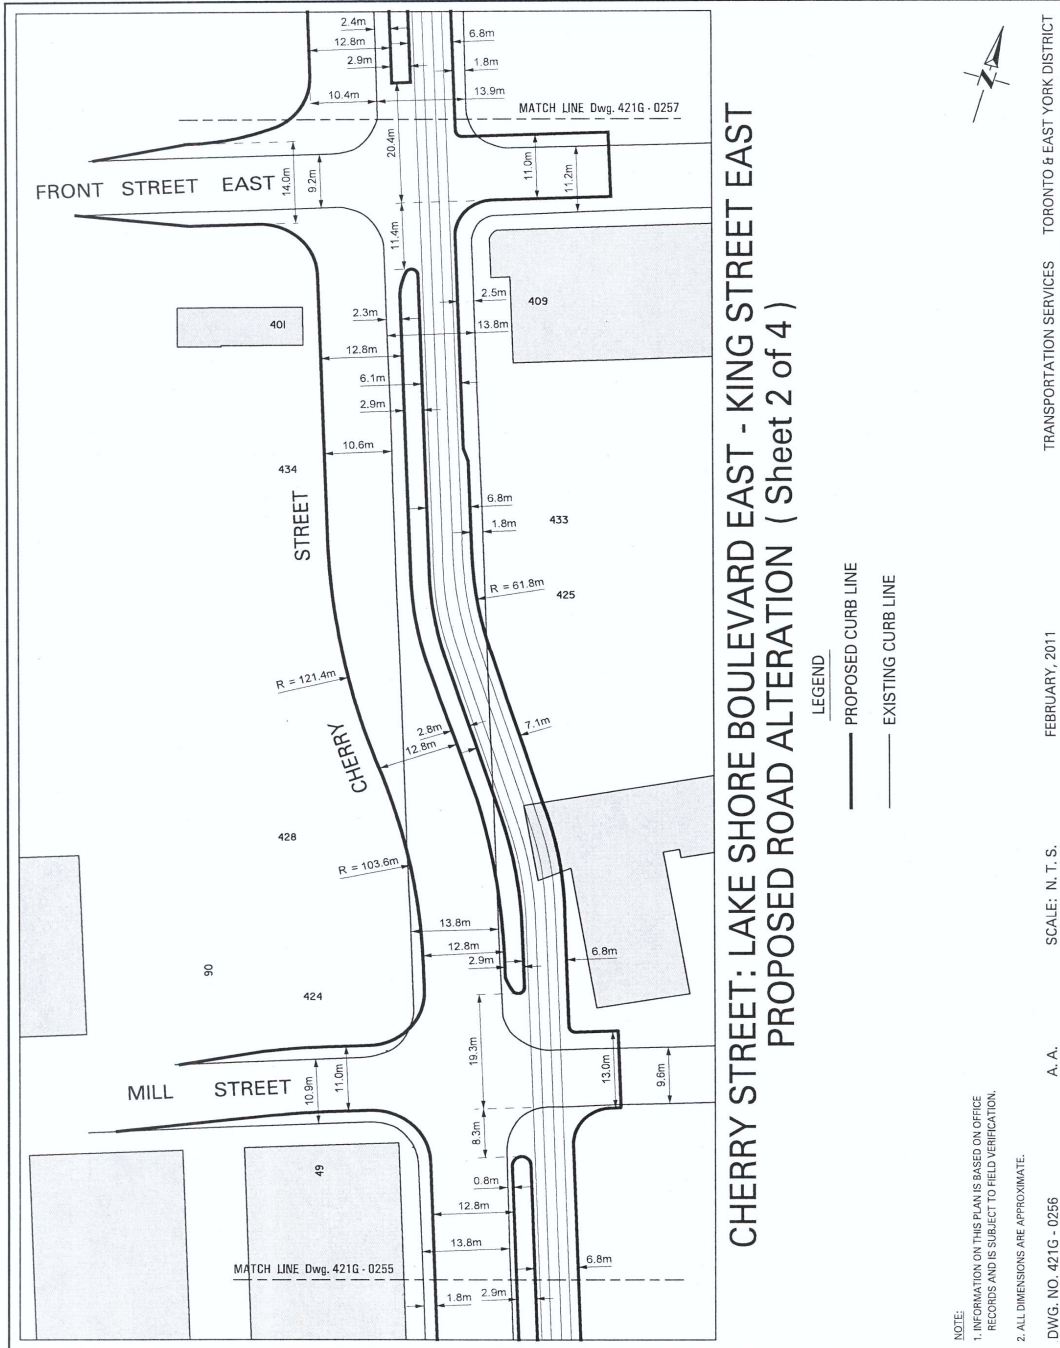 2.4m
12.8m
2.9m
10.4m
6.8m
1.8m
13.9m
MATCH LINE Dwg. 421G - 0257
20.4m
FRONT STREET EAST
14.0m
9.2m
11.0m
11.2m
11.4m
2.3m
2.5m
409
401
13.8m
12.8m
6.1m
2.9m
10.6m
434
STREET
6.8m
1.8m
433
R = 61.8m
425
R = 121.4m
CHERRY
2.8m
12.8m
7.1m
428
R = 103.6m
13.8m
12.8m
2.9m
6.8m
90
424
19.3m
MILL STREET
10.9m
11.0m
13.0m
9.6m
8.3m
49
0.8m
12.8m
13.8m
MATCH LINE Dwg. 421G - 0255
6.8m
1.8m
2.9m
CHERRY STREET: LAKE SHORE BOULEVARD EAST - KING STREET EAST
PROPOSED ROAD ALTERATION ( Sheet 2 of 4 )
LEGEND
PROPOSED CURB LINE
EXISTING CURB LINE
N
NOTE:
1. INFORMATION ON THIS PLAN IS BASED ON OFFICE
RECORDS AND IS SUBJECT TO FIELD VERIFICATION.
2. ALL DIMENSIONS ARE APPROXIMATE.
DWG. NO. 421G - 0256 A. A. SCALE: N. T. S. FEBRUARY, 2011 TRANSPORTATION SERVICES TORONTO & EAST YORK DISTRICT